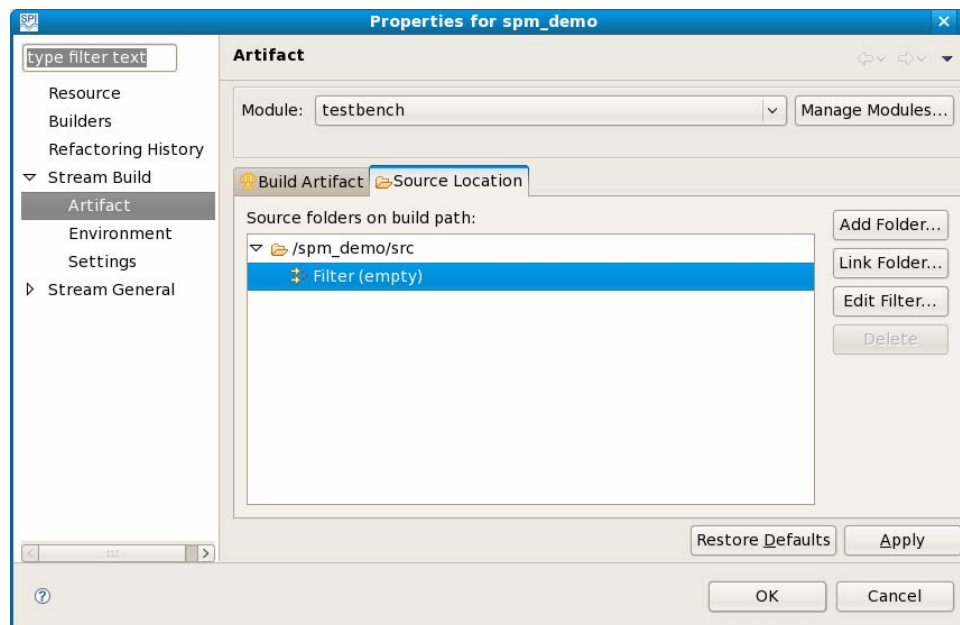 SPI
Properties for spm_demo
type filter text
Artifact
Resource
Builders
Refactoring History
Stream Build
Artifact
Environment
Settings
Stream General
Module: testbench Manage Modules...
Build Artifact Source Location
Source folders on build path:
/spm_demo/src
Filter (empty)
Add Folder...
Link Folder...
Edit Filter...
Delete
Restore Defaults Apply
OK Cancel